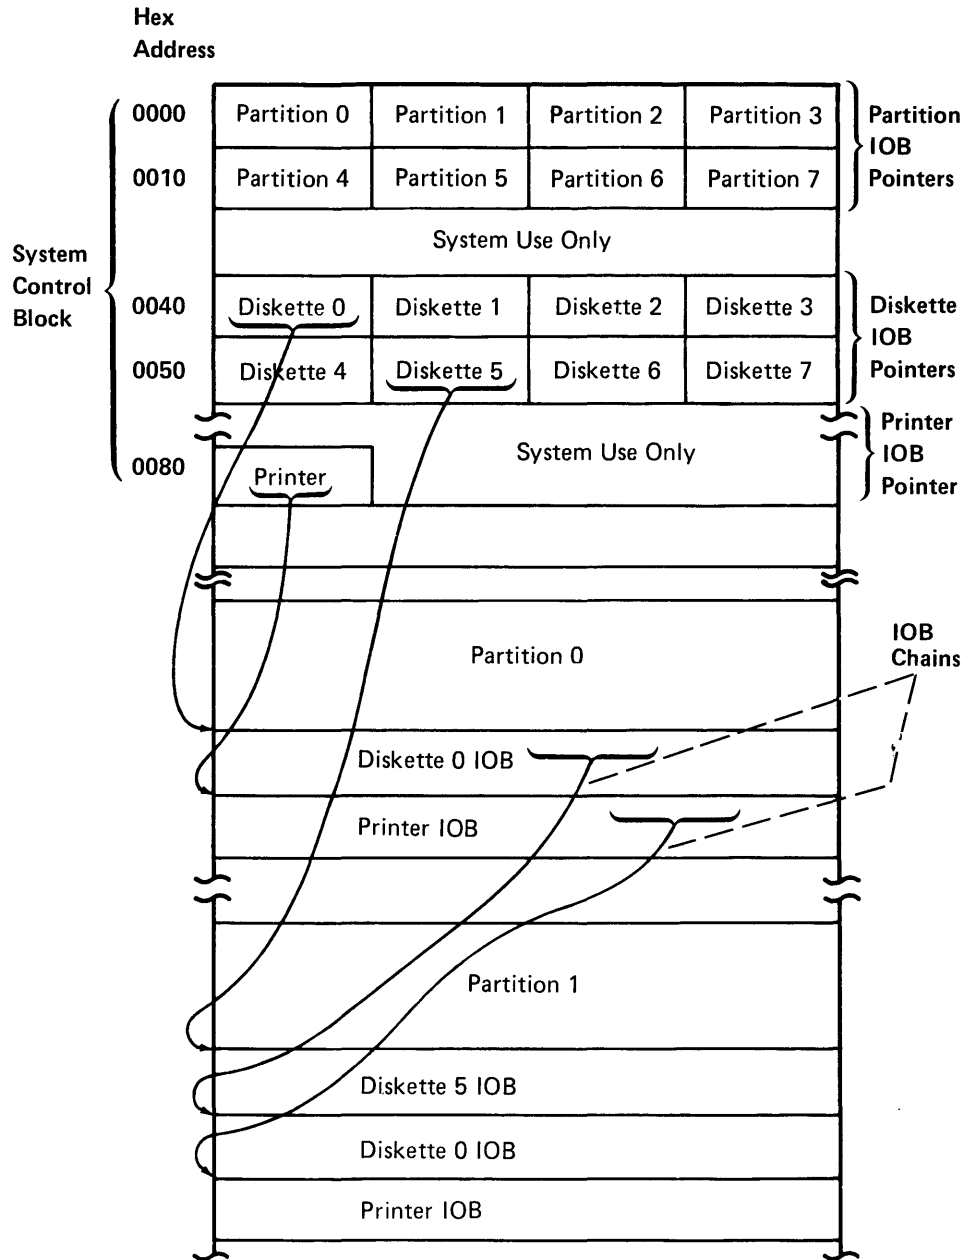 Hex
Address
0000 Partition 0 Partition 1 Partition 2 Partition 3
Partition
IOB
Pointers
0010 Partition 4 Partition 5 Partition 6 Partition 7
System Use Only
System
Control
Block
0040 Diskette 0 Diskette 1 Diskette 2 Diskette 3
Diskette
IOB
Pointers
0050 Diskette 4 Diskette 5 Diskette 6 Diskette 7
Printer
IOB
Pointer
System Use Only
0080 Printer
IOB
Chains
Partition 0
Diskette 0 IOB
Printer IOB
Partition 1
Diskette 5 IOB
Diskette 0 IOB
Printer IOB